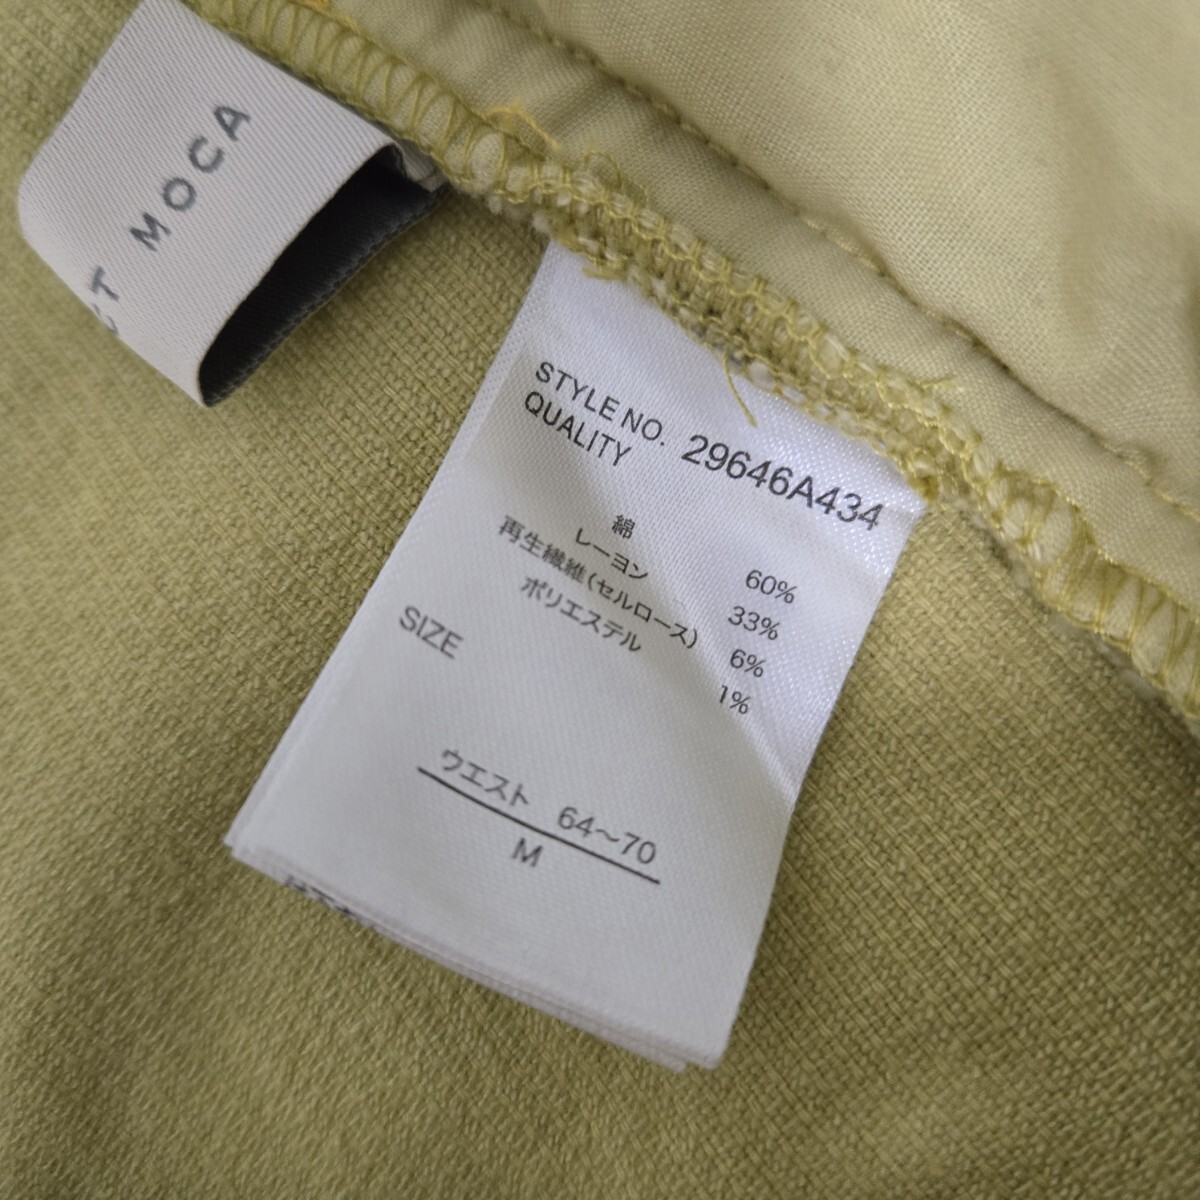 CT MOCA
STYLE NO. 29646A434
QUALITY
綿 60%
レーヨン 33%
再生繊維(セルロース) 6%
ポリエステル 1%
SIZE
ウエスト 64~70
M